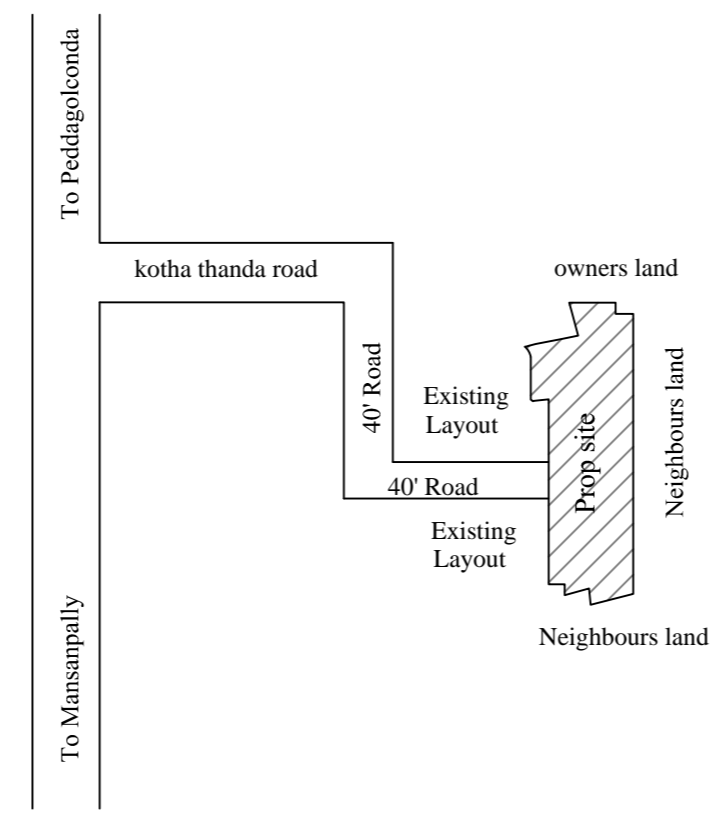 To Peddagolconda
kotha thanda road
owners land
40' Road
Existing
Layout
Prop site
Neighbours land
40' Road
Existing
Layout
To Mansanpally
Neighbours land